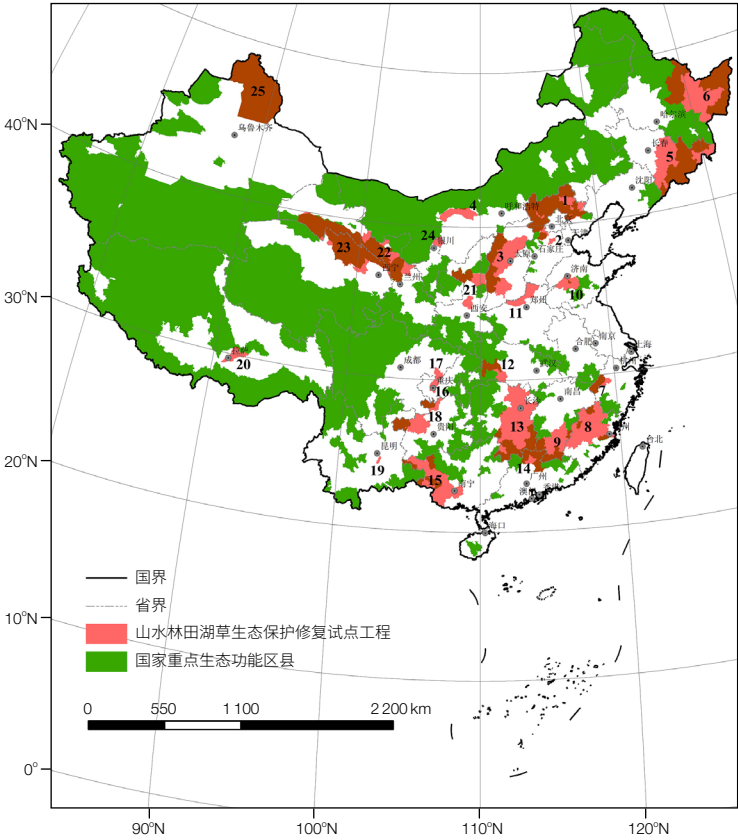 25
6
乌鲁木齐
哈尔滨
40°N
长春
5
沈阳
4
呼和浩特
1
北京
天津
24
银川
2
22
23
3
太原
石家庄
西宁
兰州
济南
21
10
30°N
西安
11
郑州
合肥
南京
上海
拉萨
20
成都
17
12
武汉
杭州
重庆
16
南昌
长沙
18
贵阳
13
8
9
台北
昆明
20°N
19
15
14
南宁
广州
香港
海口
国界
省界
山水林田湖草生态保护修复试点工程
10°N
国家重点生态功能区县
0 550 1 100 2 200 km
0°
90°N 100°N 110°N 120°N